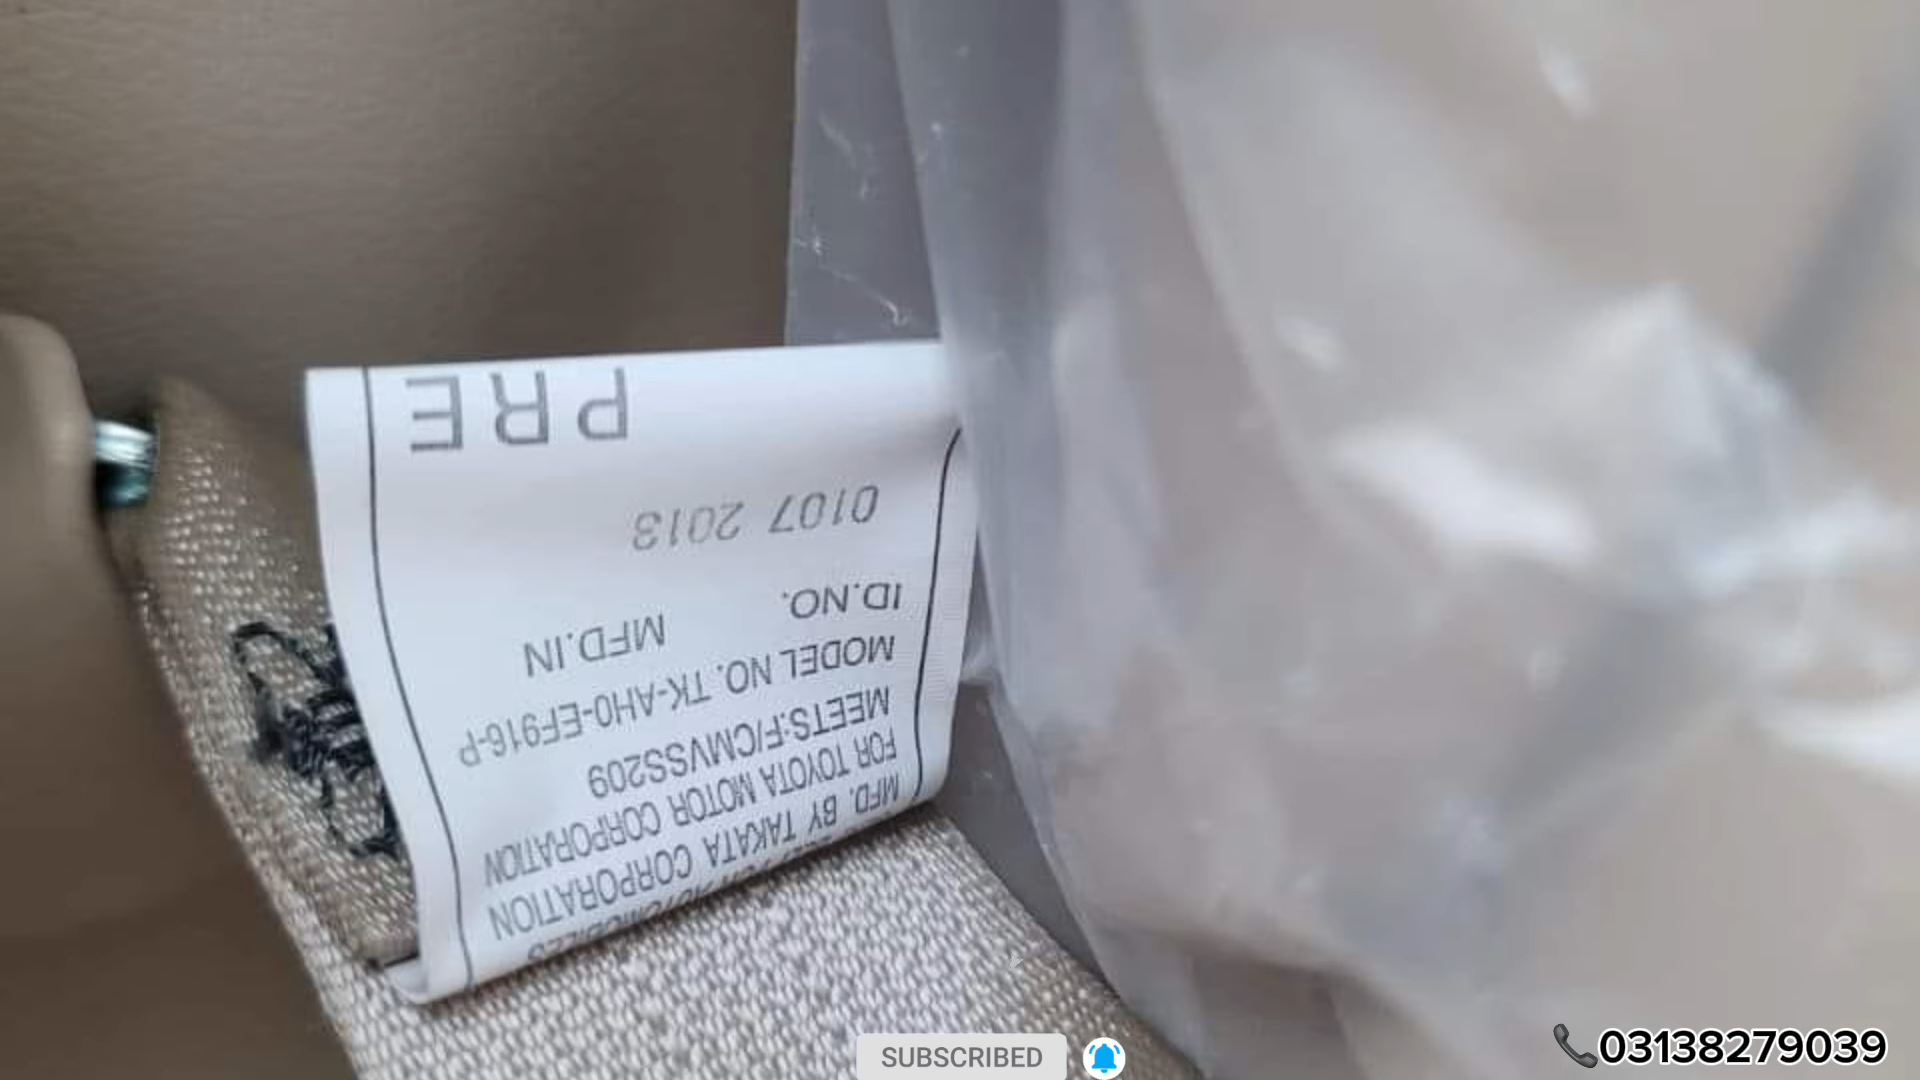 AUTOMOBILES
MFD. BY TAKATA CORPORATION
FOR TOYOTA MOTOR CORPORATION
MEETS:F/CMVSS209
MODEL NO. TK-AH0-EF916-P
ID.NO. MFD.IN
0107 2013
PRE
SUBSCRIBED
03138279039